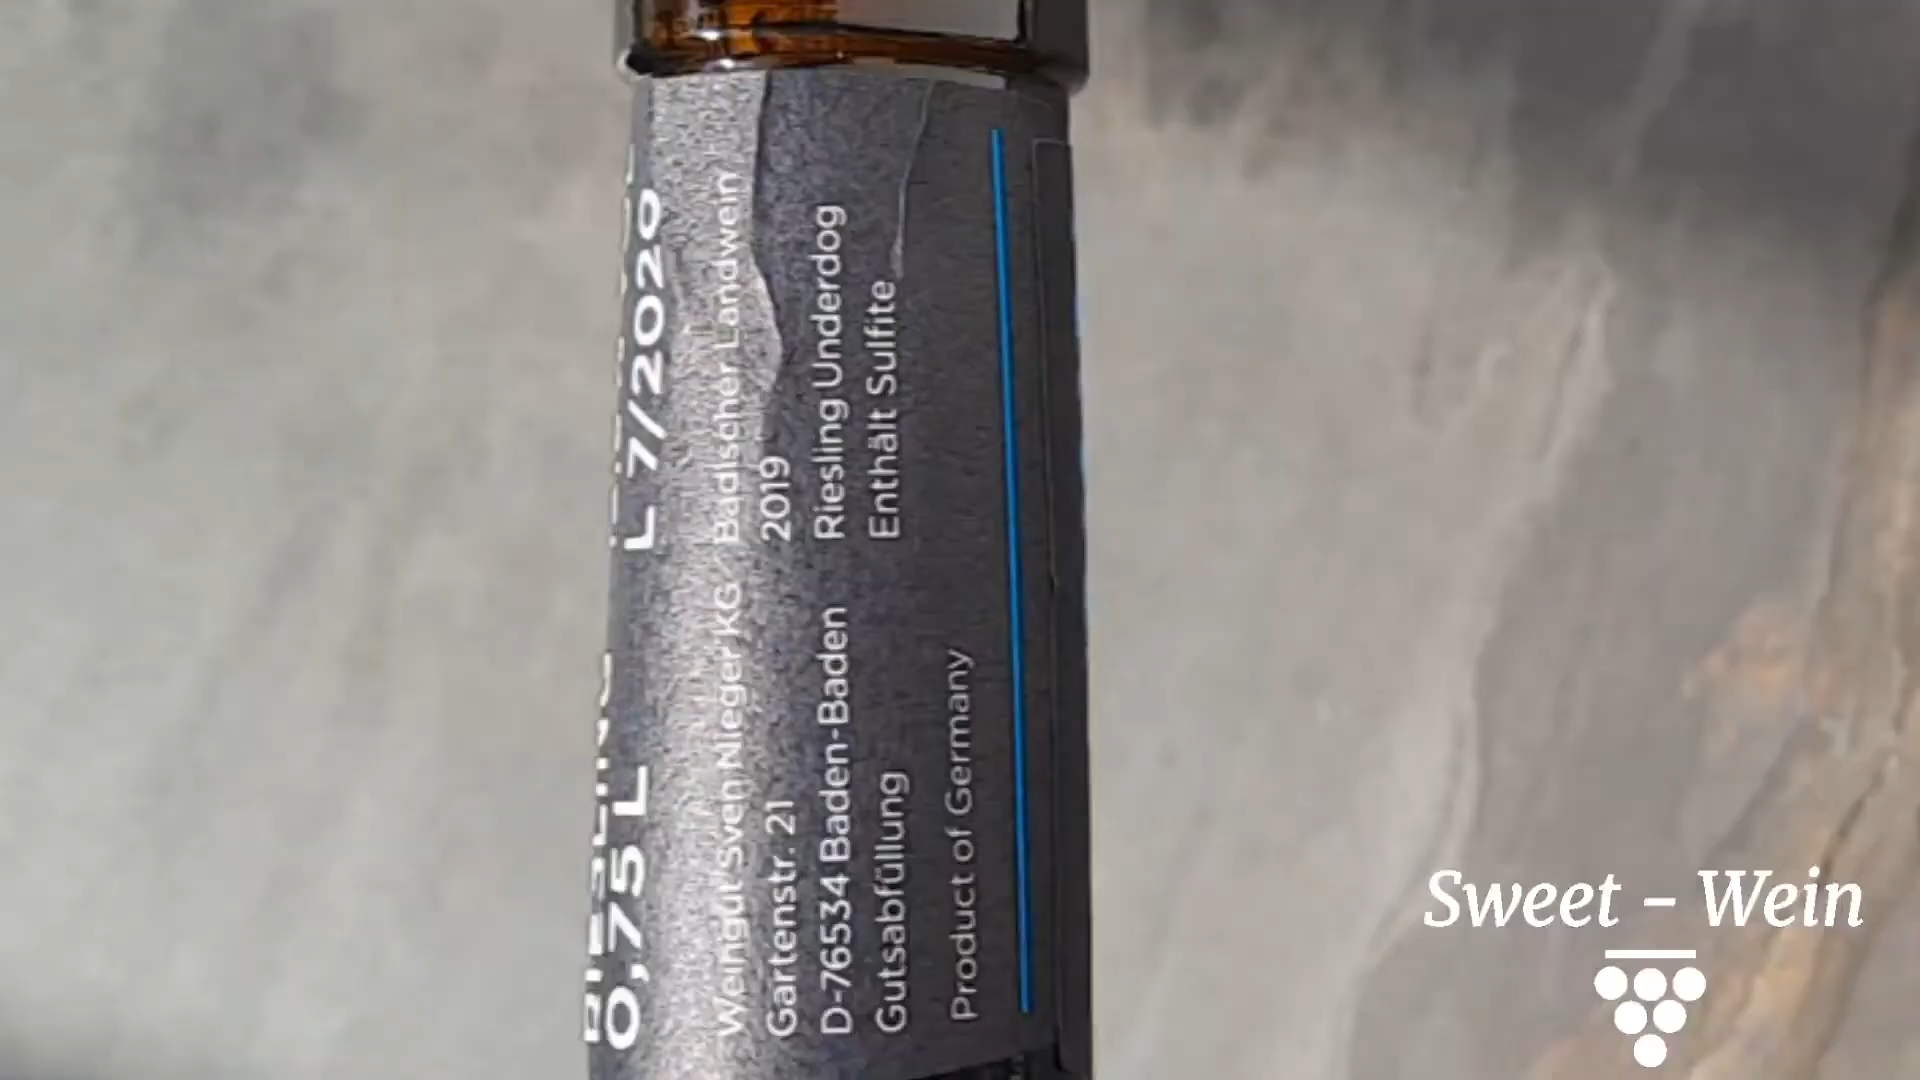 0,75 L
L 7/2020
Weingut Sven Nieger KG
Gartenstr. 21
D-76534 Baden-Baden
Gutsabfüllung
Product of Germany
Badischer Landwein
2019
Riesling Underdog
Enthält Sulfite
Sweet - Wein